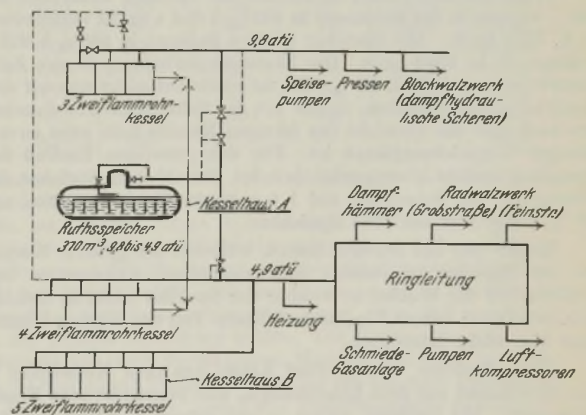 9,8 atü
3 Zweiflammrohr-
kessel
Speise-
pumpen
Pressen
Blockwalzwerk
(dampfhydrau-
lische Scheren)
Kesselhaus A
Ruthsspeicher
310 m³ 9,8 bis 4,9 atü
Dampf-
hämmer
Radwalzwerk
(Grobstraße) (Feinstr.)
4,9 atü
Ringleitung
Heizung
4 Zweiflammrohrkessel
Schmiede-
Gasanlage
Pumpen
Luft-
kompressoren
Kesselhaus B
5 Zweiflammrohrkessel